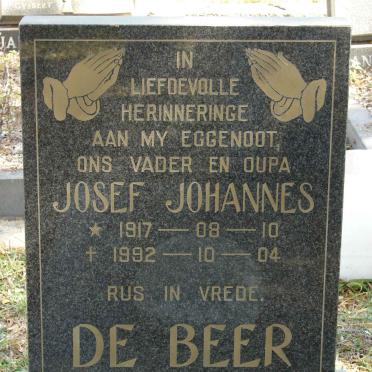 IN
LIEFDEVOLLE
HERINNERINGE
AAN MY EGGENOOT,
ONS VADER EN OUPA
JOSEF JOHANNES
* 1917 — 08 — 10
† 1992 — 10 — 04
RUS IN VREDE.
DE BEER